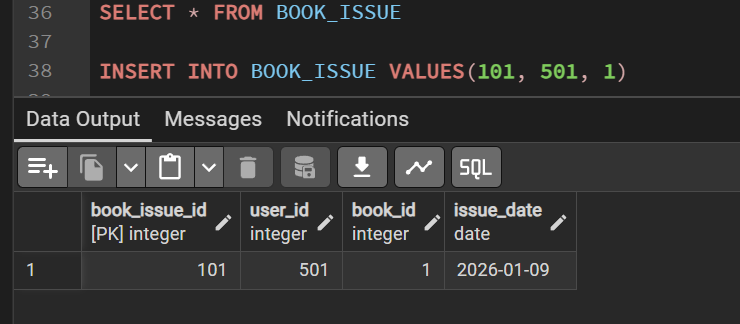 36 SELECT * FROM BOOK_ISSUE
37
38 INSERT INTO BOOK_ISSUE VALUES(101, 501, 1)
Data Output Messages Notifications
SQL
book_issue_id user_id book_id issue_date
[PK] integer integer integer date
1 101 501 1 2026-01-09